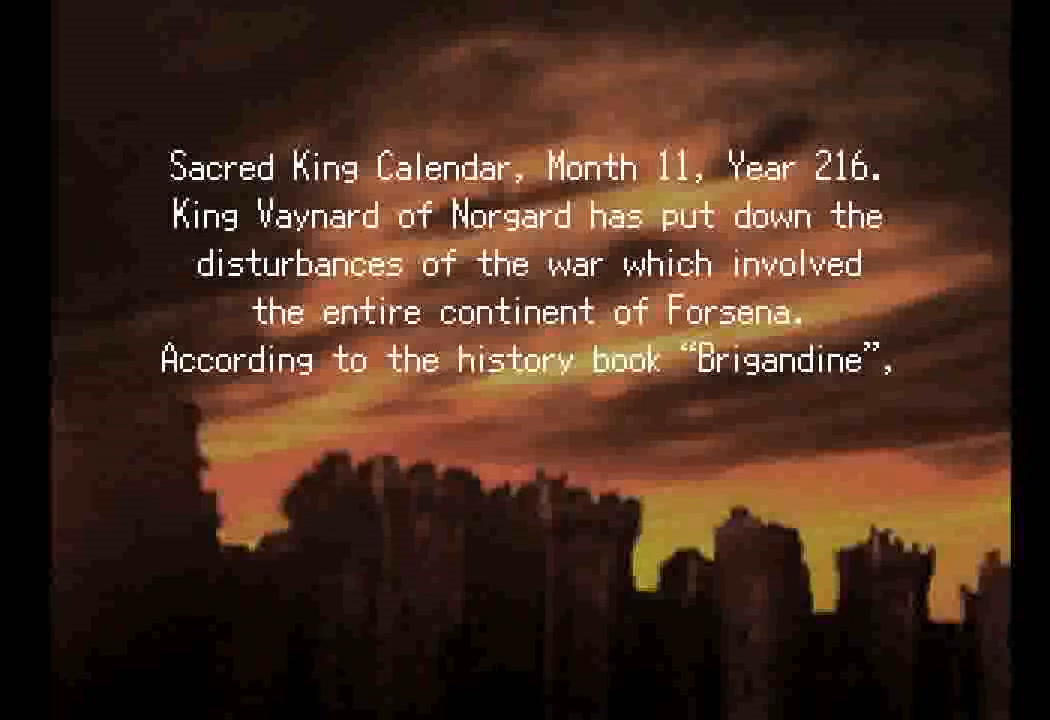 Sacred King Calendar, Month 11, Year 216.
King Vaynard of Norgard has put down the
disturbances of the war which involved
the entire continent of Forsena.
According to the history book “Brigandine”,